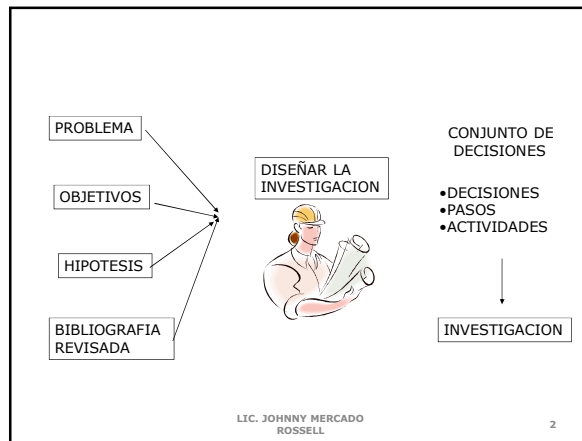 PROBLEMA
OBJETIVOS
HIPOTESIS
BIBLIOGRAFIA
REVISADA
DISEÑAR LA
INVESTIGACION
CONJUNTO DE
DECISIONES
•DECISIONES
•PASOS
•ACTIVIDADES
INVESTIGACION
LIC. JOHNNY MERCADO
ROSSELL
2